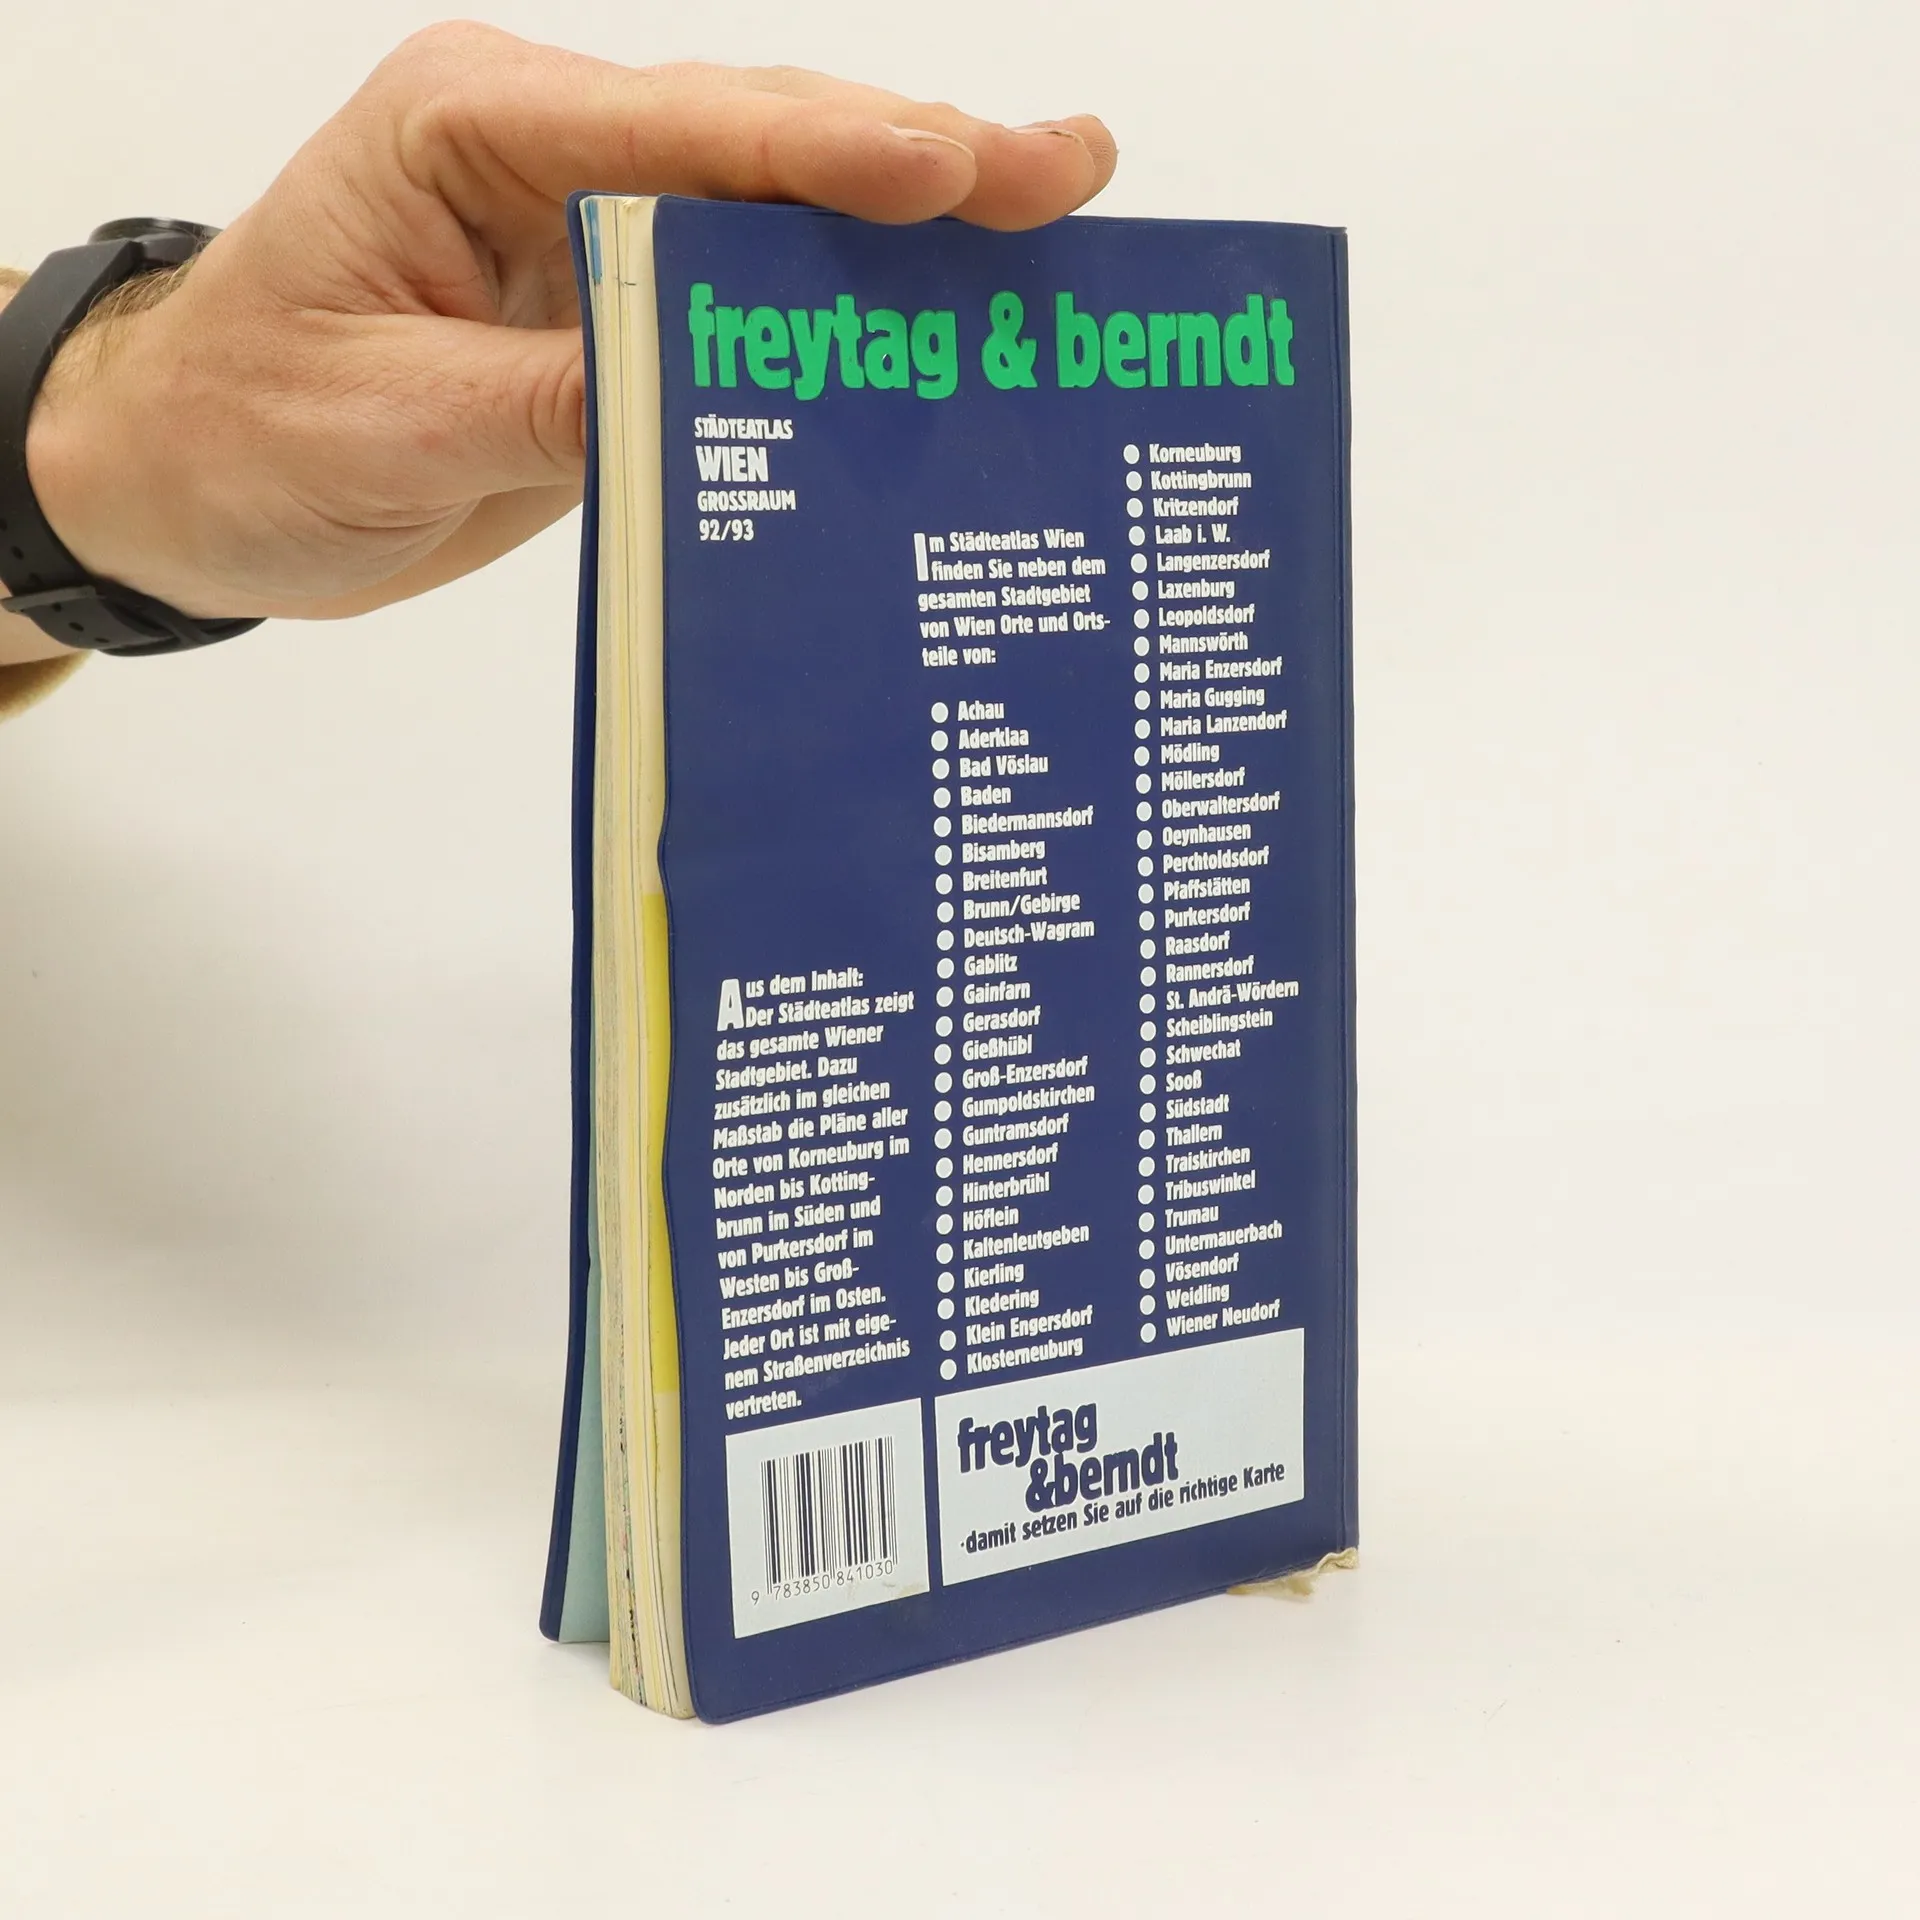 freytag & berndt
STÄDTEATLAS
WIEN
GROSSRAUM
92/93
Aus dem Inhalt:
Der Städteatlas zeigt
das gesamte Wiener
Stadtgebiet. Dazu
zusätzlich im gleichen
Maßstab die Pläne aller
Orte von Korneuburg im
Norden bis Kotting-
brunn im Süden und
von Purkersdorf im
Westen bis Groß-
Enzersdorf im Osten.
Jeder Ort ist mit eige-
nem Straßenverzeichnis
vertreten.
Im Städteatlas Wien
finden Sie neben dem
gesamten Stadtgebiet
von Wien Orte und Orts-
teile von:
Achau
Aderklaa
Bad Vöslau
Baden
Biedermannsdorf
Bisamberg
Breitenfurt
Brunn/Gebirge
Deutsch-Wagram
Gablitz
Gainfarn
Gerasdorf
Gießhübl
Groß-Enzersdorf
Gumpoldskirchen
Guntramsdorf
Hennersdorf
Hinterbrühl
Höflein
Kaltenleutgeben
Kierling
Kledering
Klein Engersdorf
Klosterneuburg
Korneuburg
Kottingbrunn
Kritzendorf
Laab i. W.
Langenzersdorf
Laxenburg
Leopoldsdorf
Mannswörth
Maria Enzersdorf
Maria Gugging
Maria Lanzendorf
Mödling
Möllersdorf
Oberwaltersdorf
Oeynhausen
Perchtoldsdorf
Pfaffstätten
Purkersdorf
Raasdorf
Rannersdorf
St. Andrä-Wördern
Scheiblingstein
Schwechat
Sooß
Südstadt
Thallern
Traiskirchen
Tribuswinkel
Trumau
Untermauerbach
Vösendorf
Weidling
Wiener Neudorf
9 783850 841030
freytag
&berndt
-damit setzen Sie auf die richtige Karte